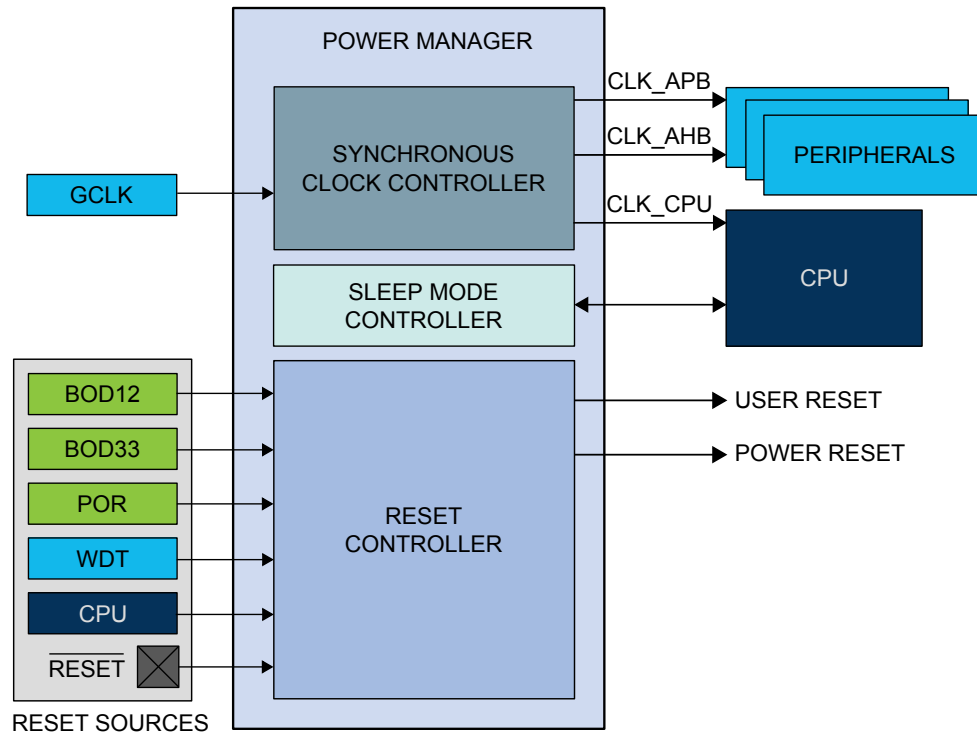 POWER MANAGER
CLK_APB
SYNCHRONOUS
CLOCK CONTROLLER
CLK_AHB
PERIPHERALS
GCLK
CLK_CPU
CPU
SLEEP MODE
CONTROLLER
BOD12
BOD33
POR
WDT
CPU
RESET
RESET SOURCES
RESET
CONTROLLER
USER RESET
POWER RESET